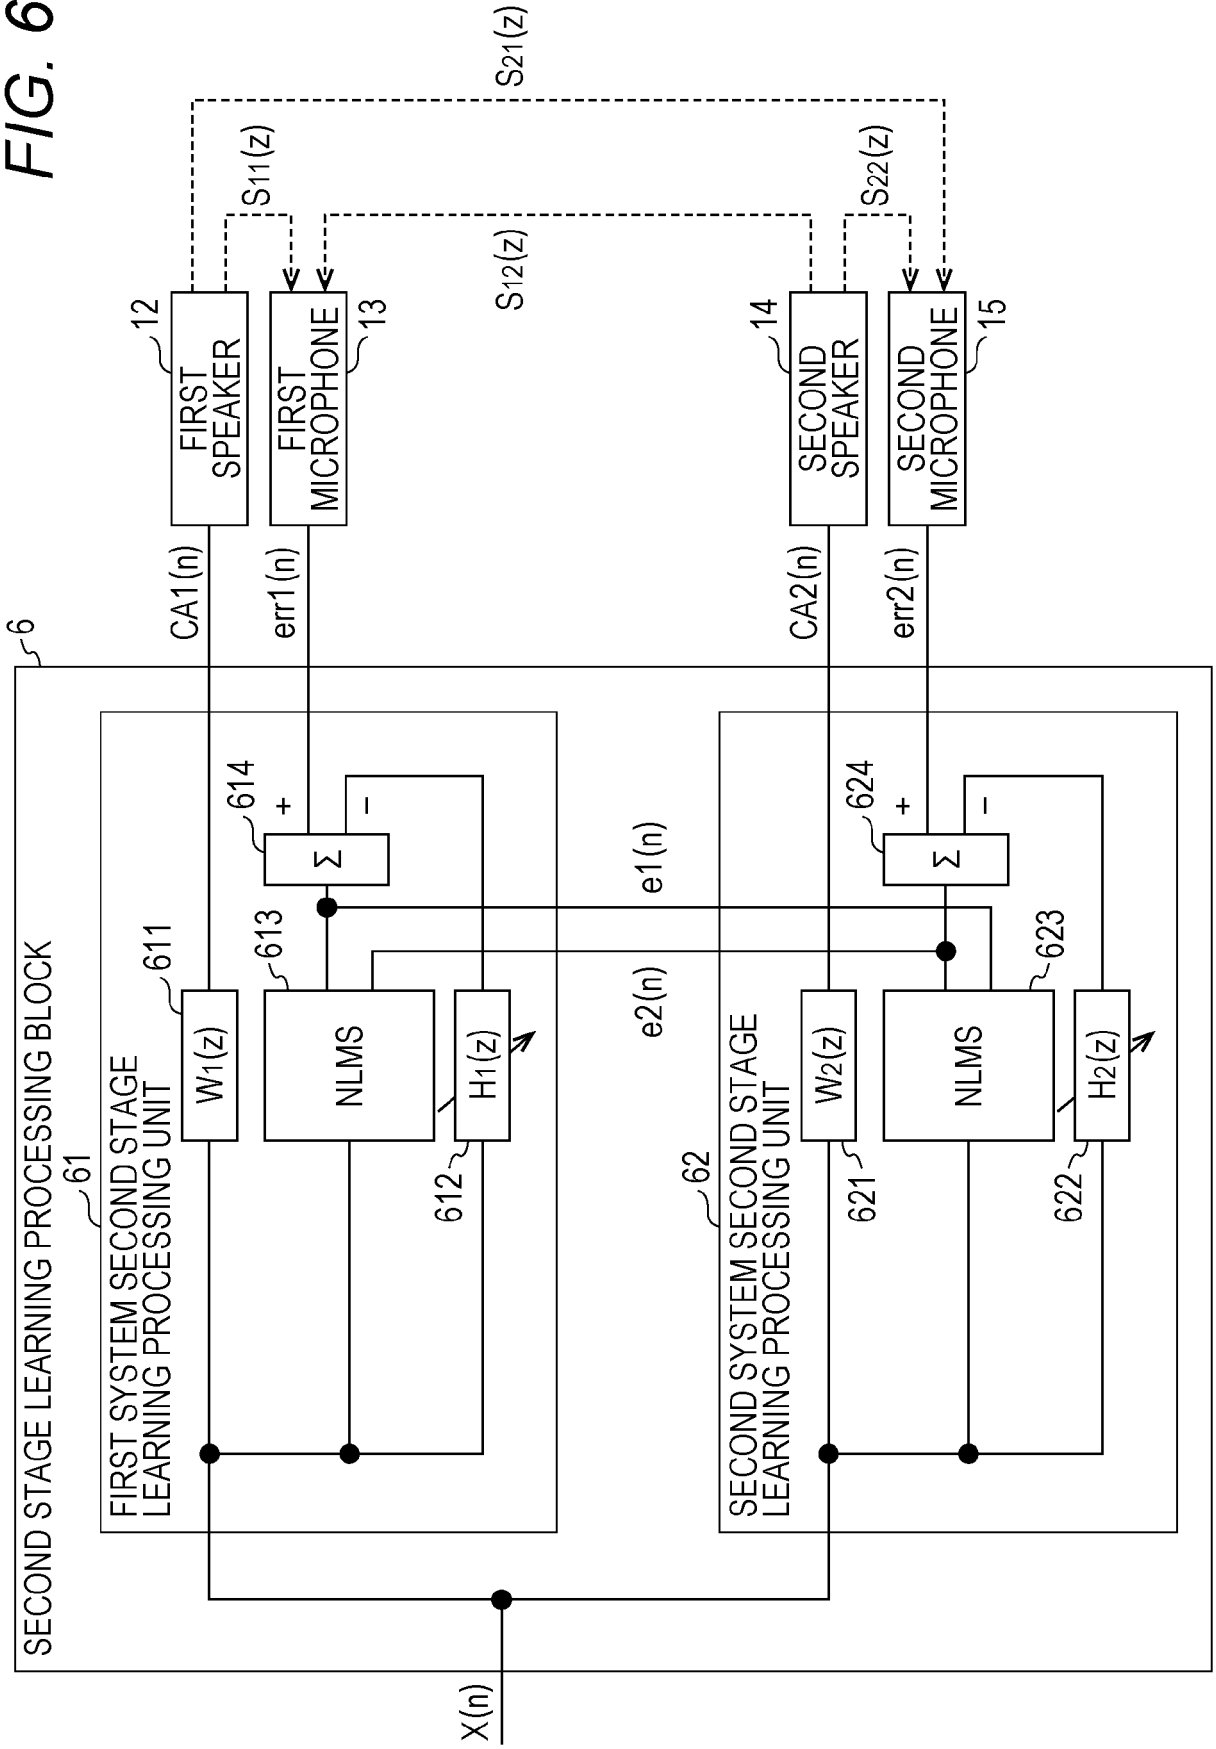 FIG. 6
SECOND STAGE LEARNING PROCESSING BLOCK
6
61
FIRST SYSTEM SECOND STAGE
LEARNING PROCESSING UNIT
W1(z)
611
CA1(n)
FIRST
SPEAKER
12
S11(z)
S21(z)
NLMS
613
Σ
614
+
−
err1(n)
FIRST
MICROPHONE
13
H1(z)
612
X(n)
e2(n)
e1(n)
S12(z)
62
SECOND SYSTEM SECOND STAGE
LEARNING PROCESSING UNIT
W2(z)
621
CA2(n)
SECOND
SPEAKER
14
S22(z)
NLMS
623
Σ
624
+
−
err2(n)
SECOND
MICROPHONE
15
H2(z)
622